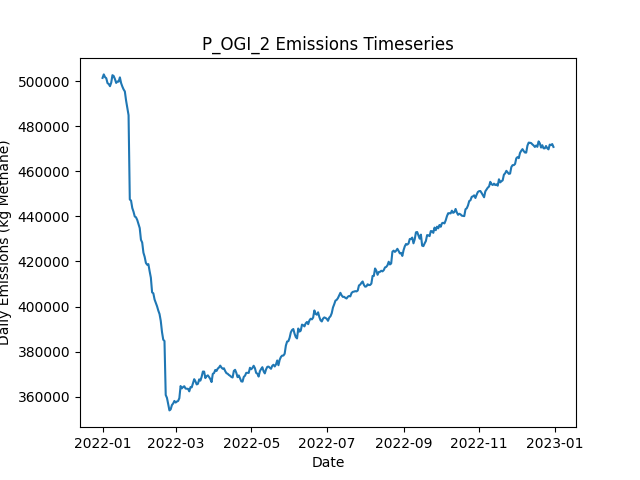 P_OGI_2 Emissions Timeseries
500000
480000
460000
440000
420000
400000
380000
360000
Daily Emissions (Kg Methane)
2022-01 2022-03 2022-05 2022-07 2022-09 2022-11 2023-01
Date